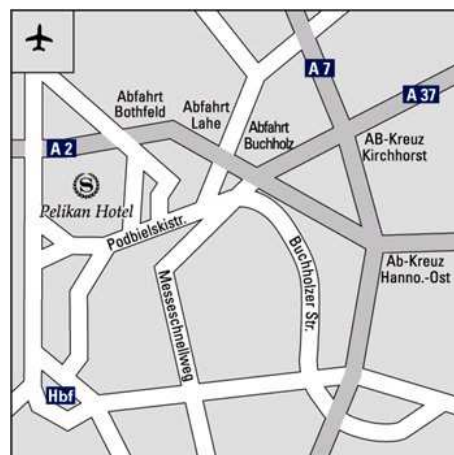 A 7
A 37
Abfahrt
Bothfeld
Abfahrt
Lahe
Abfahrt
Buchholz
AB-Kreuz
Kirchhorst
A 2
S
Pelikan Hotel
Podbielskistr.
Buchholzer Str.
Ab-Kreuz
Hanno.-Ost
Messeschnellweg
Hbf